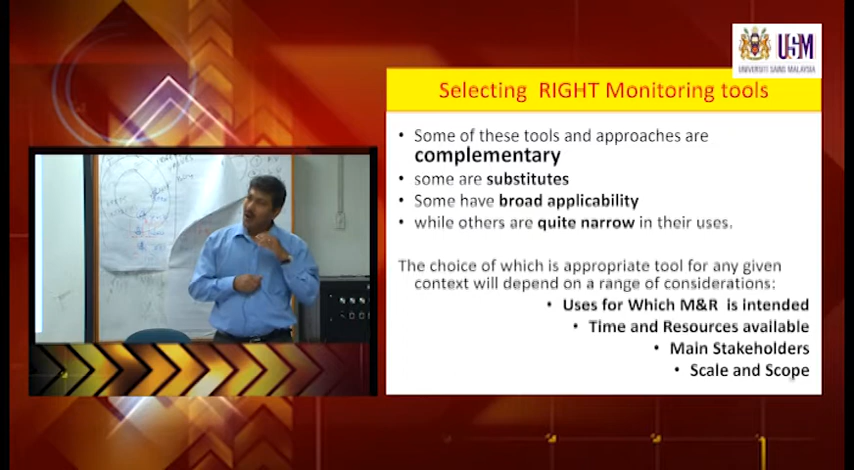 USM
UNIVERSITI SAINS MALAYSIA
Selecting RIGHT Monitoring tools
• Some of these tools and approaches are
complementary
• some are substitutes
• Some have broad applicability
• while others are quite narrow in their uses.
The choice of which is appropriate tool for any given
context will depend on a range of considerations:
• Uses for Which M&R is intended
• Time and Resources available
• Main Stakeholders
• Scale and Scope